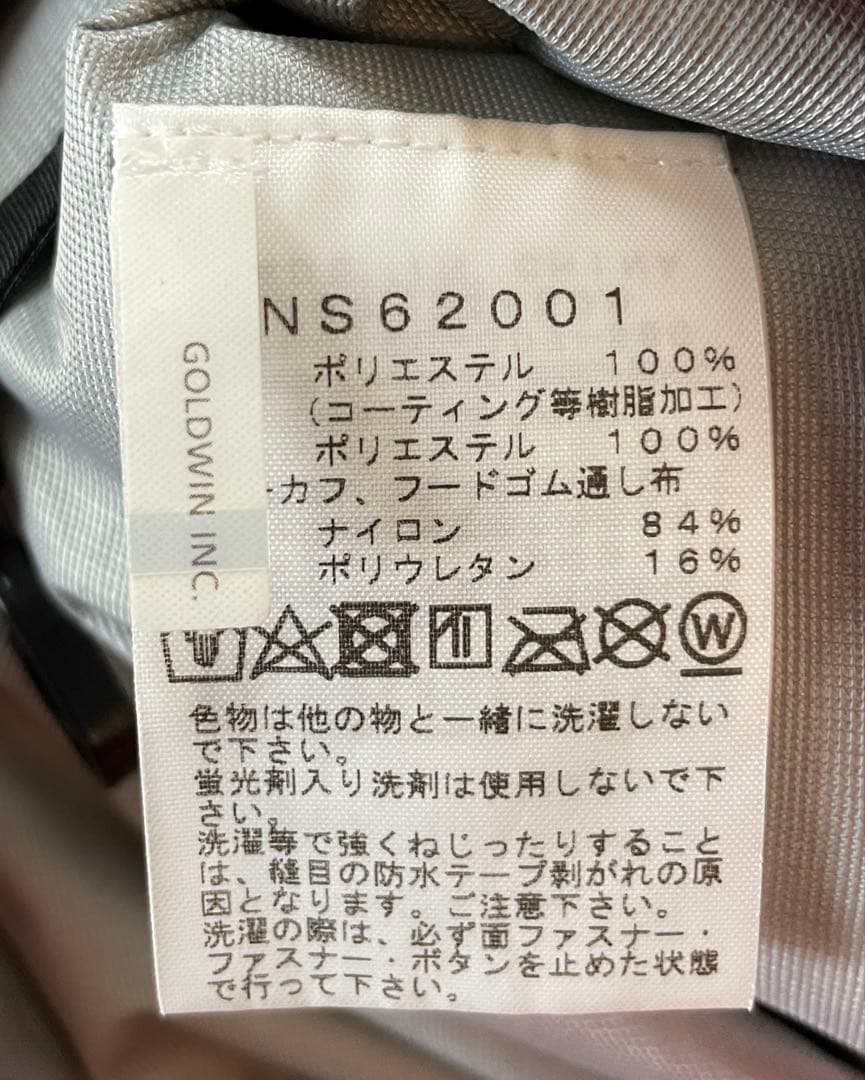 GOLDWIN INC.
NS62001
ポリエステル 100%
(コーティング等樹脂加工)
ポリエステル 100%
カフ、フードゴム通し布
ナイロン 84%
ポリウレタン 16%
W
色物は他の物と一緒に洗濯しない
で下さい。
蛍光剤入り洗剤は使用しないで下
さい。
洗濯等で強くねじったりすること
は、縫目の防水テープ剥がれの原
因となります。ご注意下さい。
洗濯の際は、必ず面ファスナー・
ファスナー・ボタンを止めた状態
で行って下さい。